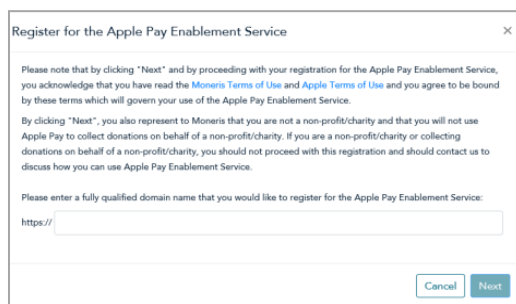 Register for the Apple Pay Enablement Service
×
Please note that by clicking "Next" and by proceeding with your registration for the Apple Pay Enablement Service,
you acknowledge that you have read the Moneris Terms of Use and Apple Terms of Use and you agree to be bound
by these terms which will govern your use of the Apple Pay Enablement Service.
By clicking "Next", you also represent to Moneris that you are not a non-profit/charity and that you will not use
Apple Pay to collect donations on behalf of a non-profit/charity. If you are a non-profit/charity or collecting
donations on behalf of a non-profit/charity, you should not proceed with this registration and should contact us to
discuss how you can use Apple Pay Enablement Service.
Please enter a fully qualified domain name that you would like to register for the Apple Pay Enablement Service:
https://
Cancel Next